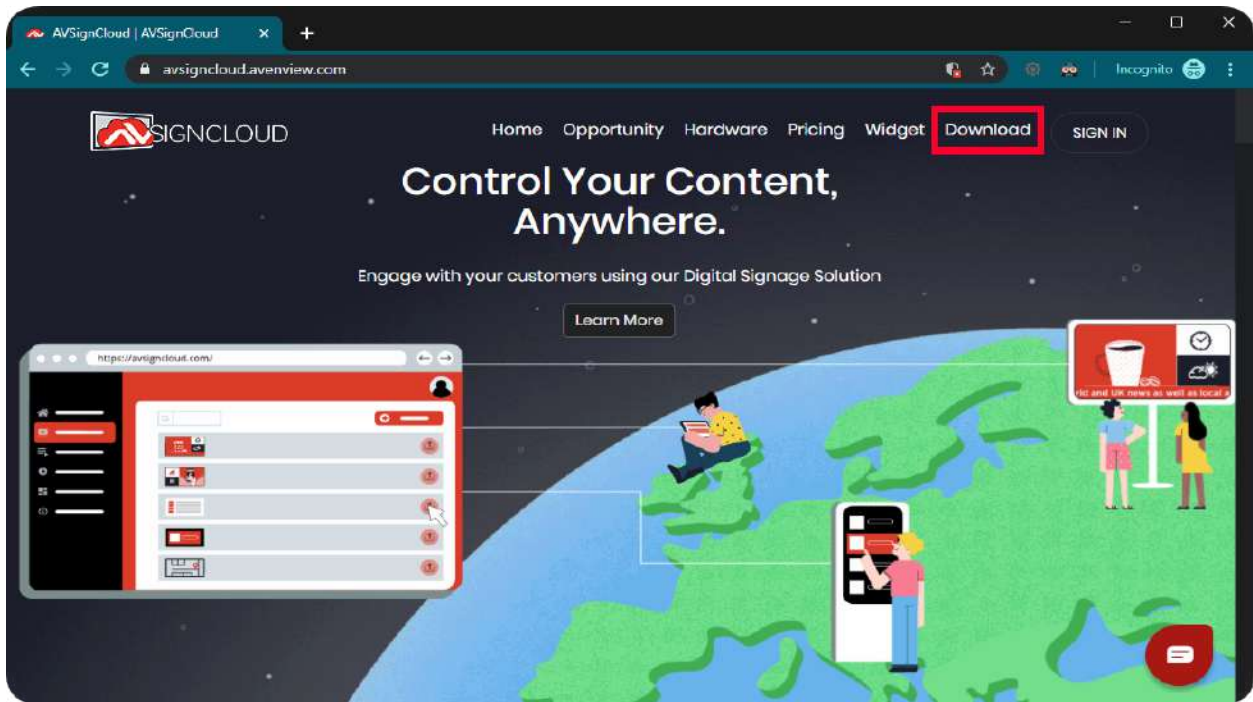 AVSignCloud | AVSignCloud
avsigncloud.avenview.com
Incognito
SIGNCLOUD
Home Opportunity Hardware Pricing Widget Download SIGN IN
Control Your Content,
Anywhere.
Engage with your customers using our Digital Signage Solution
Learn More
https://avsigncloud.com/
rld and UK news as well as local a